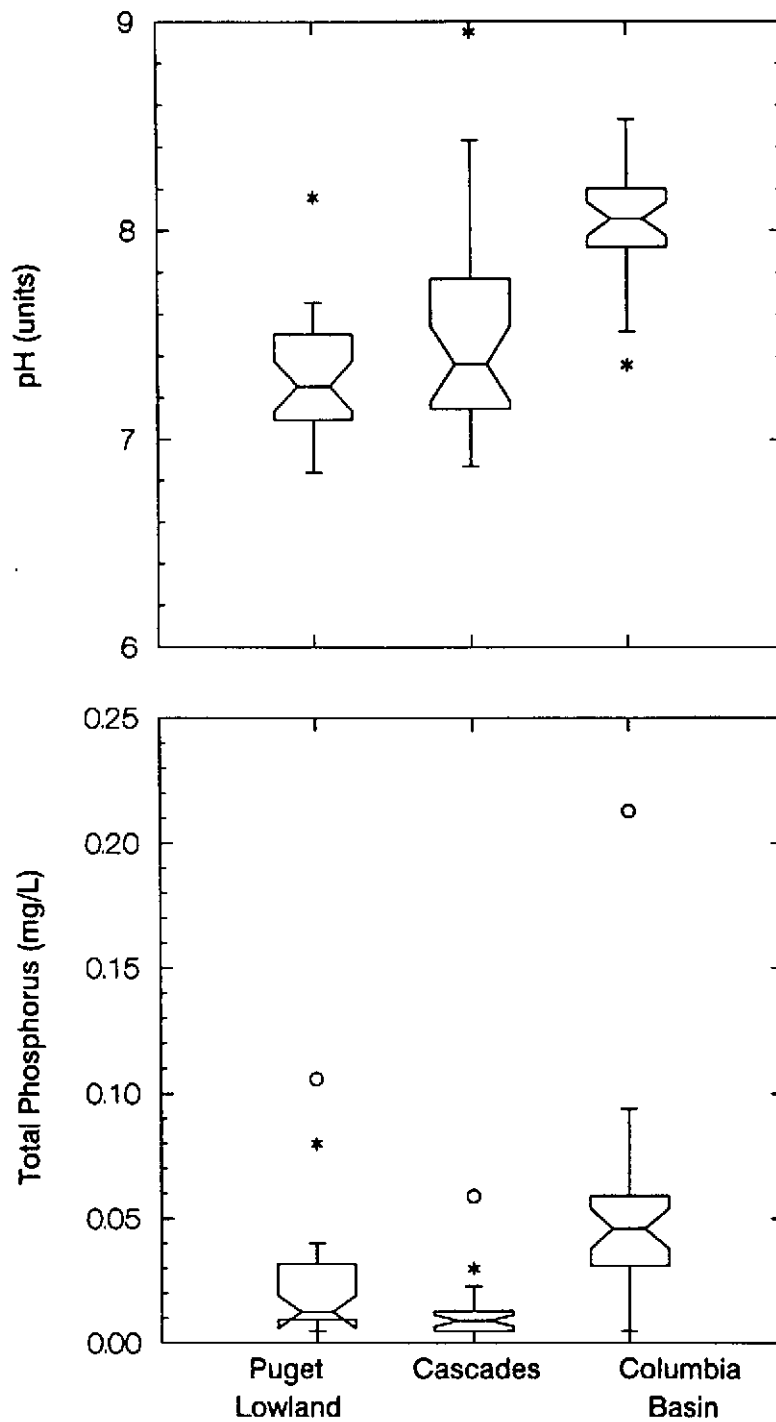 9
8
7
6
pH (units)
0.25
0.20
0.15
0.10
0.05
0.00
Total Phosphorus (mg/L)
Puget
Lowland
Cascades
Columbia
Basin